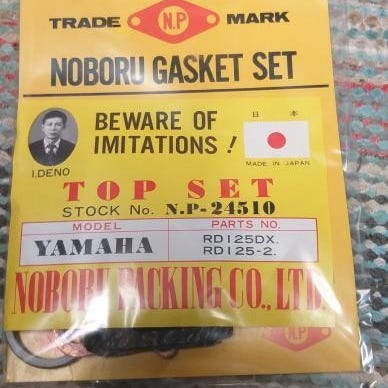 TRADE N.P MARK
NOBORU GASKET SET
BEWARE OF
IMITATIONS !
日 本
MADE IN JAPAN
I.DENO
TOP SET
STOCK No. N.P-24510
MODEL PARTS NO.
YAMAHA RD125DX.
RD125-2.
NOBORU PACKING CO., LTD.
N.P